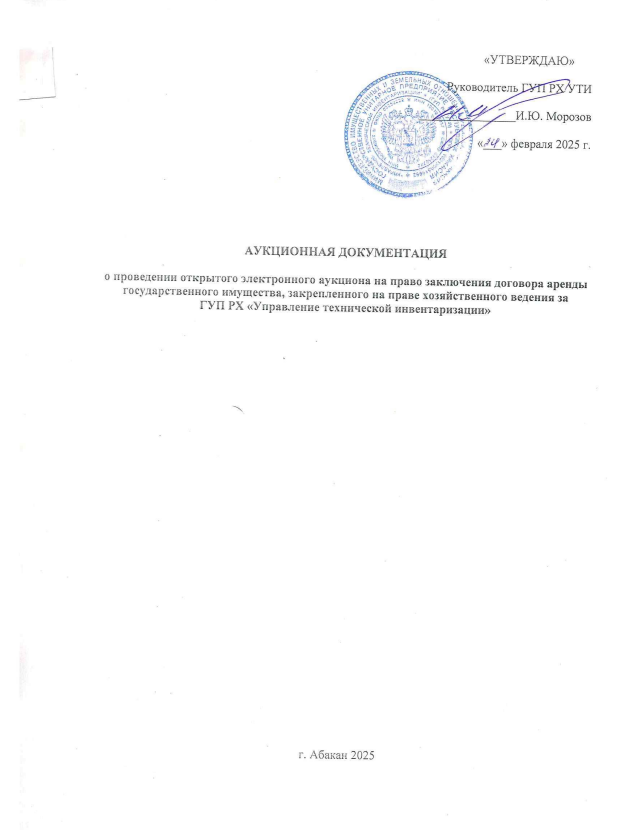 «УТВЕРЖДАЮ»
Руководитель ГУП РХ УТИ
И.Ю. Морозов
« » февраля 2025 г.
АУКЦИОННАЯ ДОКУМЕНТАЦИЯ
о проведении открытого электронного аукциона на право заключения договора аренды
государственного имущества, закрепленного на праве хозяйственного ведения за
ГУП РХ «Управление технической инвентаризации»
г. Абакан 2025